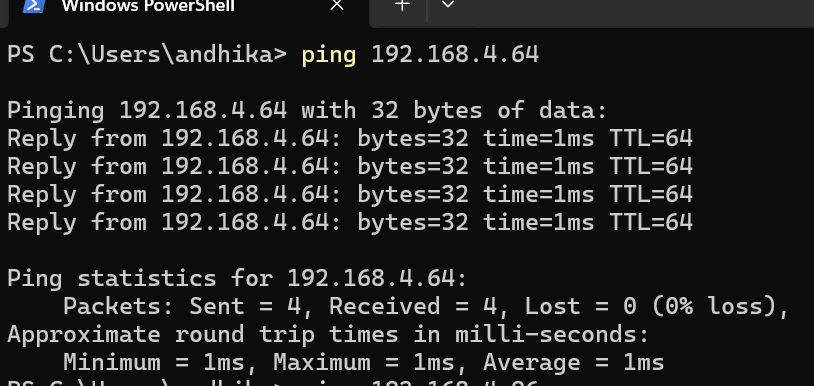 Windows PowerShell
PS C:\Users\andhika> ping 192.168.4.64
Pinging 192.168.4.64 with 32 bytes of data:
Reply from 192.168.4.64: bytes=32 time=1ms TTL=64
Reply from 192.168.4.64: bytes=32 time=1ms TTL=64
Reply from 192.168.4.64: bytes=32 time=1ms TTL=64
Reply from 192.168.4.64: bytes=32 time=1ms TTL=64
Ping statistics for 192.168.4.64:
    Packets: Sent = 4, Received = 4, Lost = 0 (0% loss),
Approximate round trip times in milli-seconds:
    Minimum = 1ms, Maximum = 1ms, Average = 1ms
PS C:\Users\andhika> ping